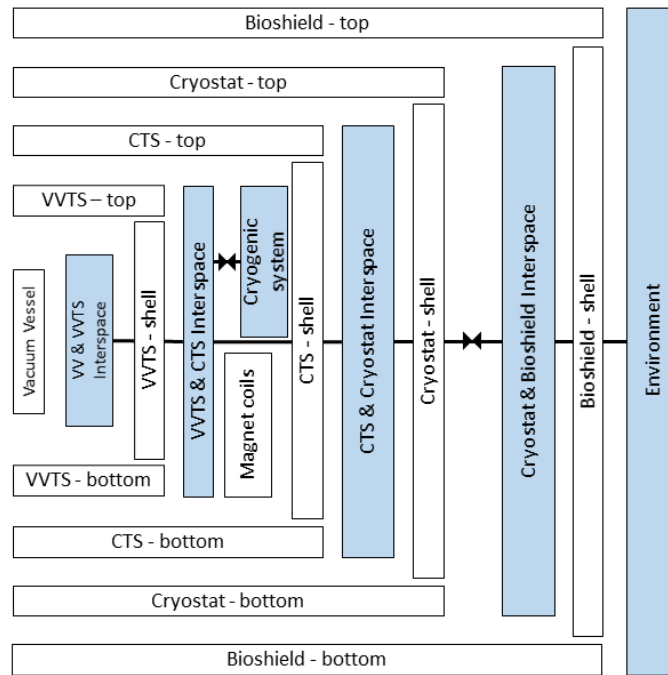 Bioshield - top
Cryostat - top
CTS - top
VVTS – top
Vacuum Vessel
VV & VVTS
Interspace
VVTS - shell
VVTS & CTS Interspace
Cryogenic
system
Magnet coils
CTS - shell
CTS & Cryostat Interspace
Cryostat - shell
Cryostat & Bioshield Interspace
Bioshield - shell
Environment
VVTS - bottom
CTS - bottom
Cryostat - bottom
Bioshield - bottom